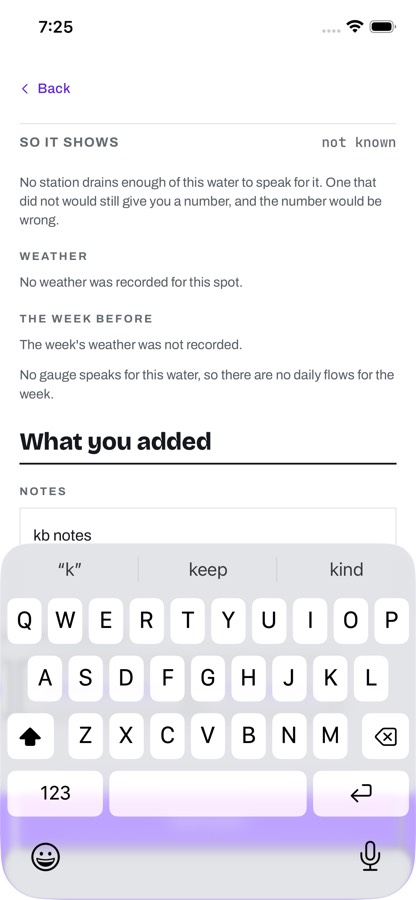 7:25
Back
SO IT SHOWS not known
No station drains enough of this water to speak for it. One that
did not would still give you a number, and the number would be
wrong.
WEATHER
No weather was recorded for this spot.
THE WEEK BEFORE
The week's weather was not recorded.
No gauge speaks for this water, so there are no daily flows for the
week.
What you added
NOTES
kb notes
“k” keep kind
Q W E R T Y U I O P
A S D F G H J K L
Z X C V B N M
123